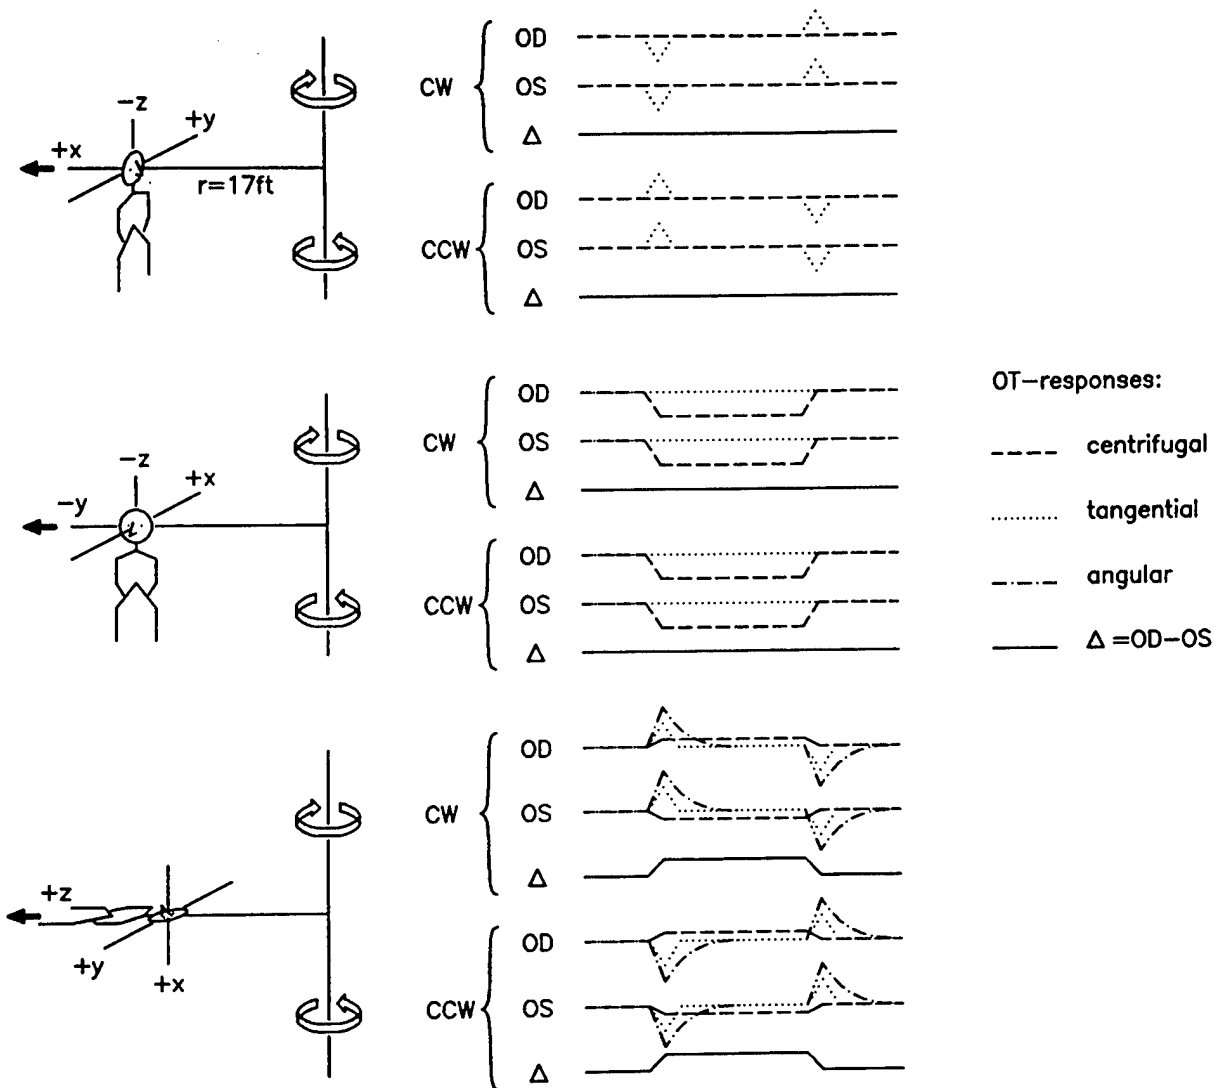 OD
CW
OS
Δ
−z
+y
+x
r=17ft
OD
CCW
OS
Δ
OD
CW
OS
Δ
−z
+x
−y
OD
CCW
OS
Δ
OT−responses:
centrifugal
tangential
angular
Δ=OD−OS
OD
CW
OS
Δ
+z
+y
+x
OD
CCW
OS
Δ